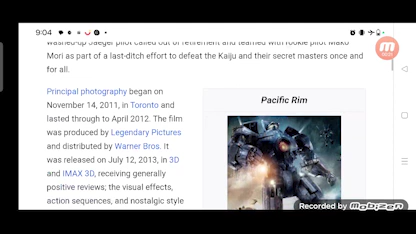 9:04
washed-up Jaeger pilot called out of retirement and teamed with rookie pilot Mako
Mori as part of a last-ditch effort to defeat the Kaiju and their secret masters once and
for all.
Principal photography began on
November 14, 2011, in Toronto and
lasted through to April 2012. The film
was produced by Legendary Pictures
and distributed by Warner Bros. It
was released on July 12, 2013, in 3D
and IMAX 3D, receiving generally
positive reviews; the visual effects,
action sequences, and nostalgic style
Pacific Rim
Recorded by MOBIZEN